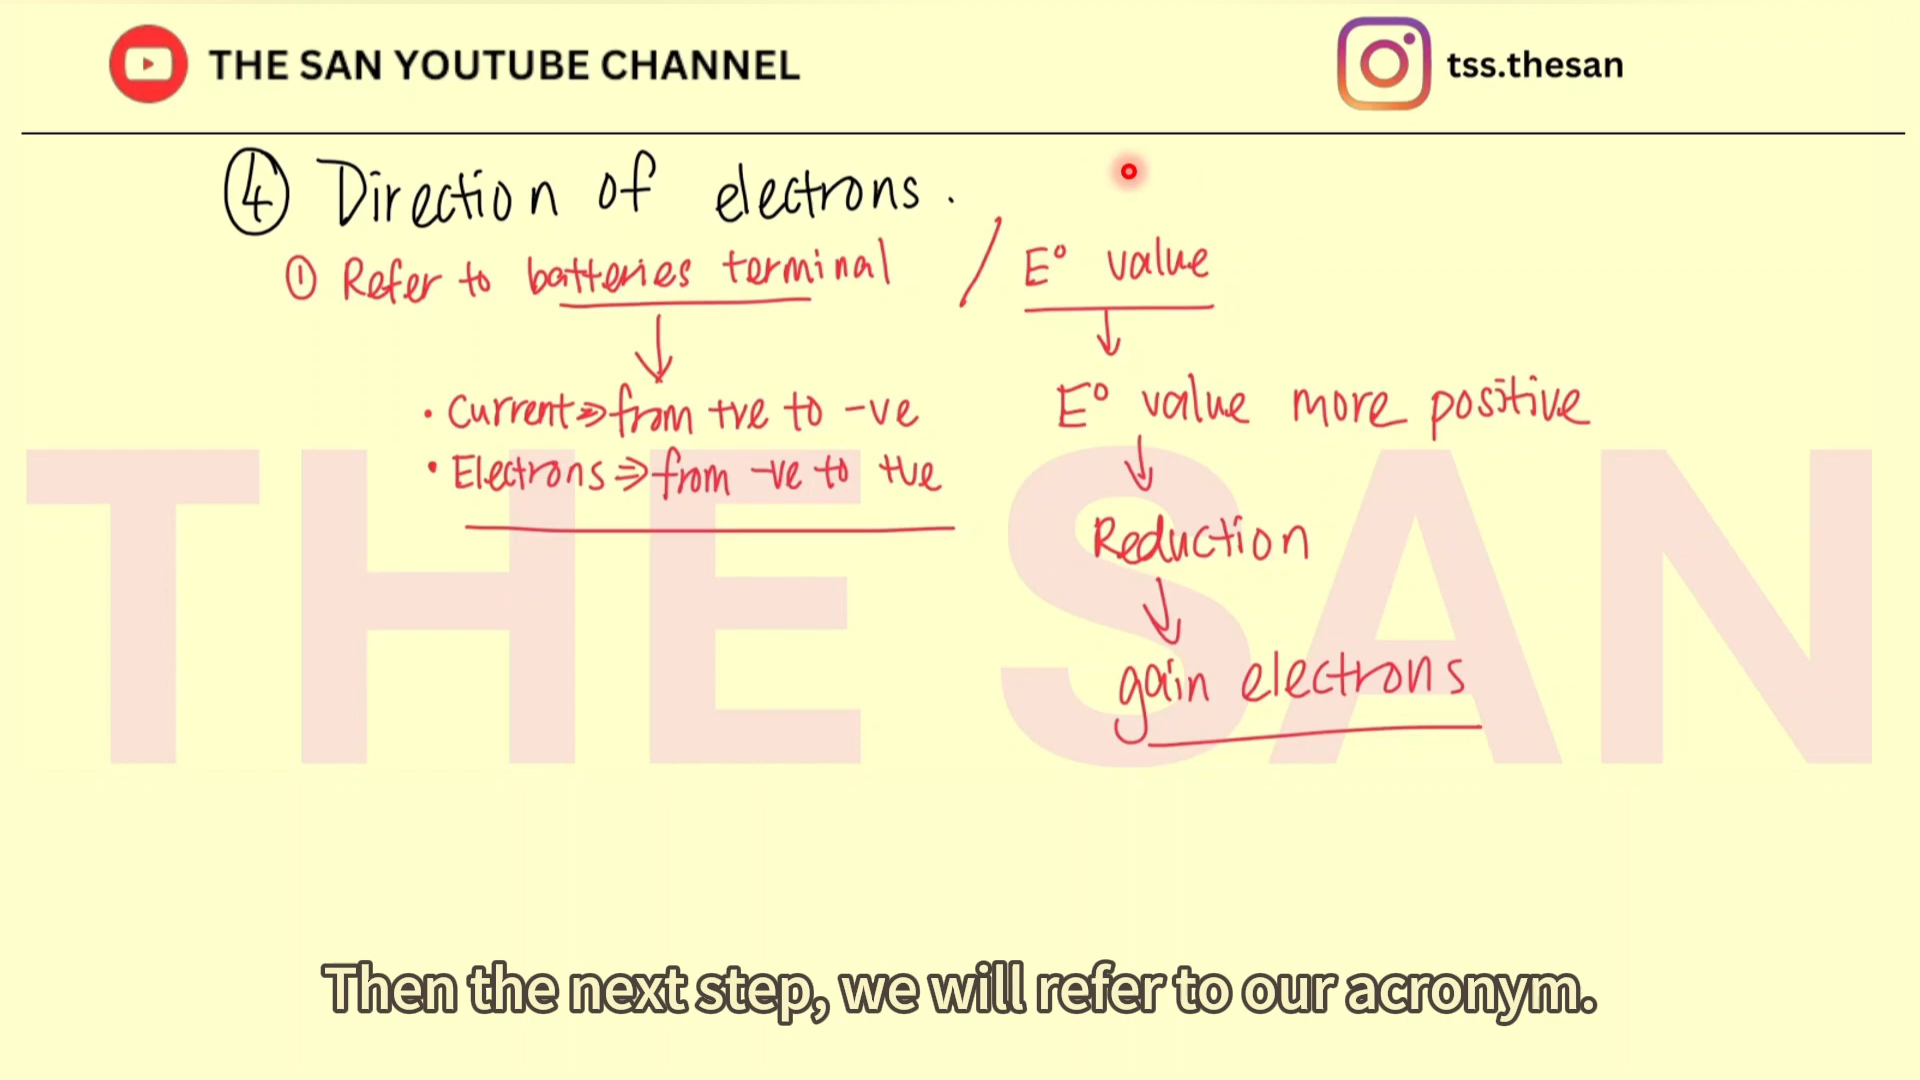 THE SAN YOUTUBE CHANNEL
tss.thesan
④ Direction of electrons.
① Refer to batteries terminal / E° value
• Current ⇒ from +ve to -ve
• Electrons ⇒ from -ve to +ve
E° value more positive
Reduction
gain electrons
THE SAN
Then the next step, we will refer to our acronym.